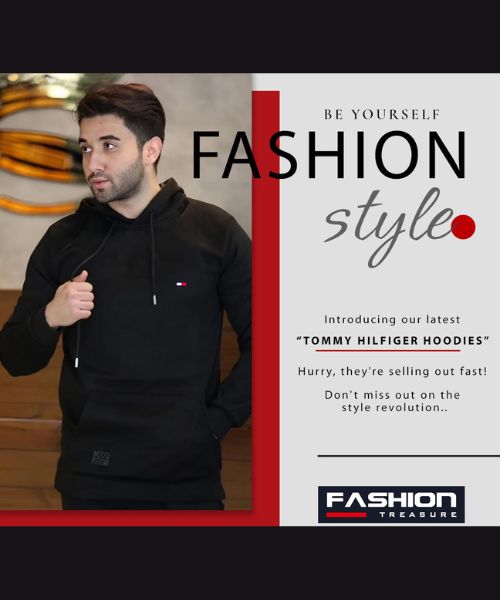 BE YOURSELF
FASHION
style
Introducing our latest
“TOMMY HILFIGER HOODIES”
Hurry, they're selling out fast!
Don't miss out on the
style revolution..
FASHION
TREASURE